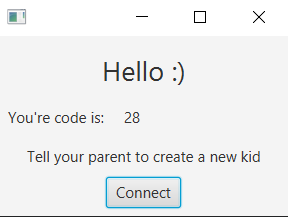 Hello :)
You're code is: 28
Tell your parent to create a new kid
Connect